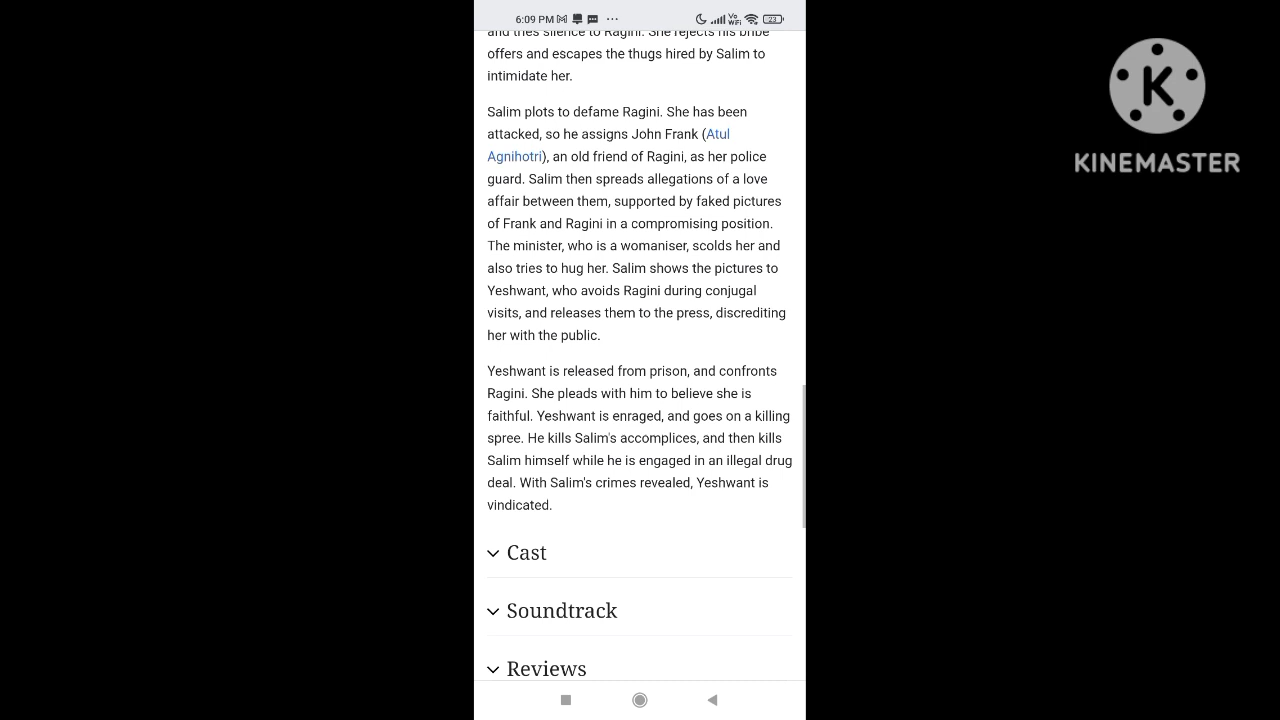 6:09 PM
Vo
WiFi
23
and tries silence to Ragini. She rejects his bribe
offers and escapes the thugs hired by Salim to
intimidate her.
Salim plots to defame Ragini. She has been
attacked, so he assigns John Frank (Atul
Agnihotri), an old friend of Ragini, as her police
guard. Salim then spreads allegations of a love
affair between them, supported by faked pictures
of Frank and Ragini in a compromising position.
The minister, who is a womaniser, scolds her and
also tries to hug her. Salim shows the pictures to
Yeshwant, who avoids Ragini during conjugal
visits, and releases them to the press, discrediting
her with the public.
Yeshwant is released from prison, and confronts
Ragini. She pleads with him to believe she is
faithful. Yeshwant is enraged, and goes on a killing
spree. He kills Salim's accomplices, and then kills
Salim himself while he is engaged in an illegal drug
deal. With Salim's crimes revealed, Yeshwant is
vindicated.
Cast
Soundtrack
Reviews
K
KINEMASTER